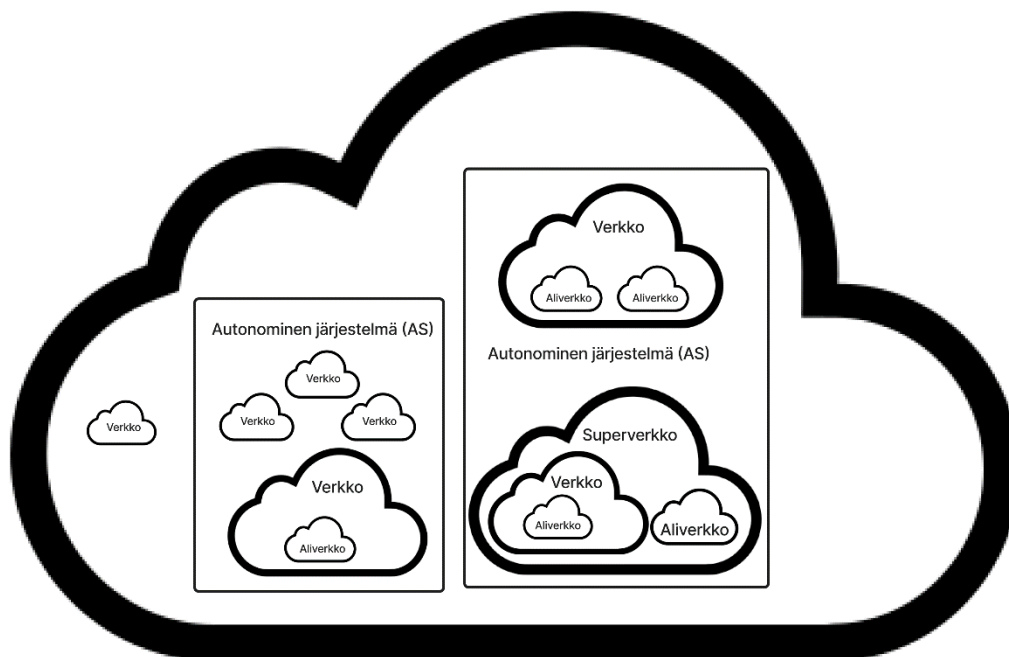 Verkko
Autonominen järjestelmä (AS)
Verkko
Verkko
Verkko
Verkko
Aliverkko
Verkko
Aliverkko
Aliverkko
Autonominen järjestelmä (AS)
Superverkko
Verkko
Aliverkko
Aliverkko